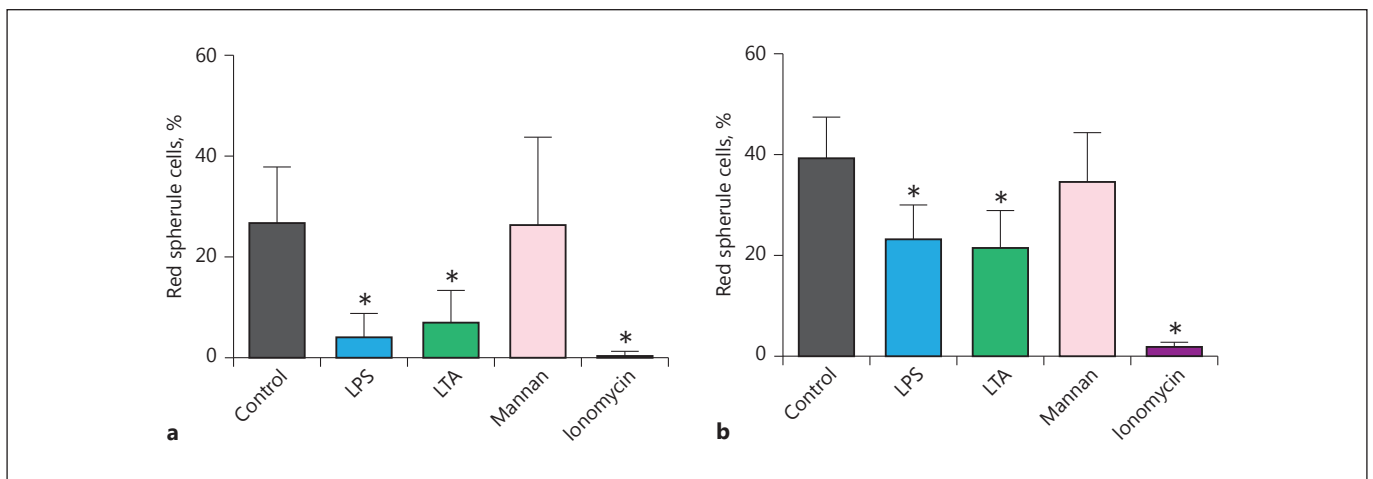 Red spherule cells, %
60
40
20
0
*
*
*
Control
LPS
LTA
Mannan
Ionomycin
a
Red spherule cells, %
60
40
20
0
*
*
*
Control
LPS
LTA
Mannan
Ionomycin
b